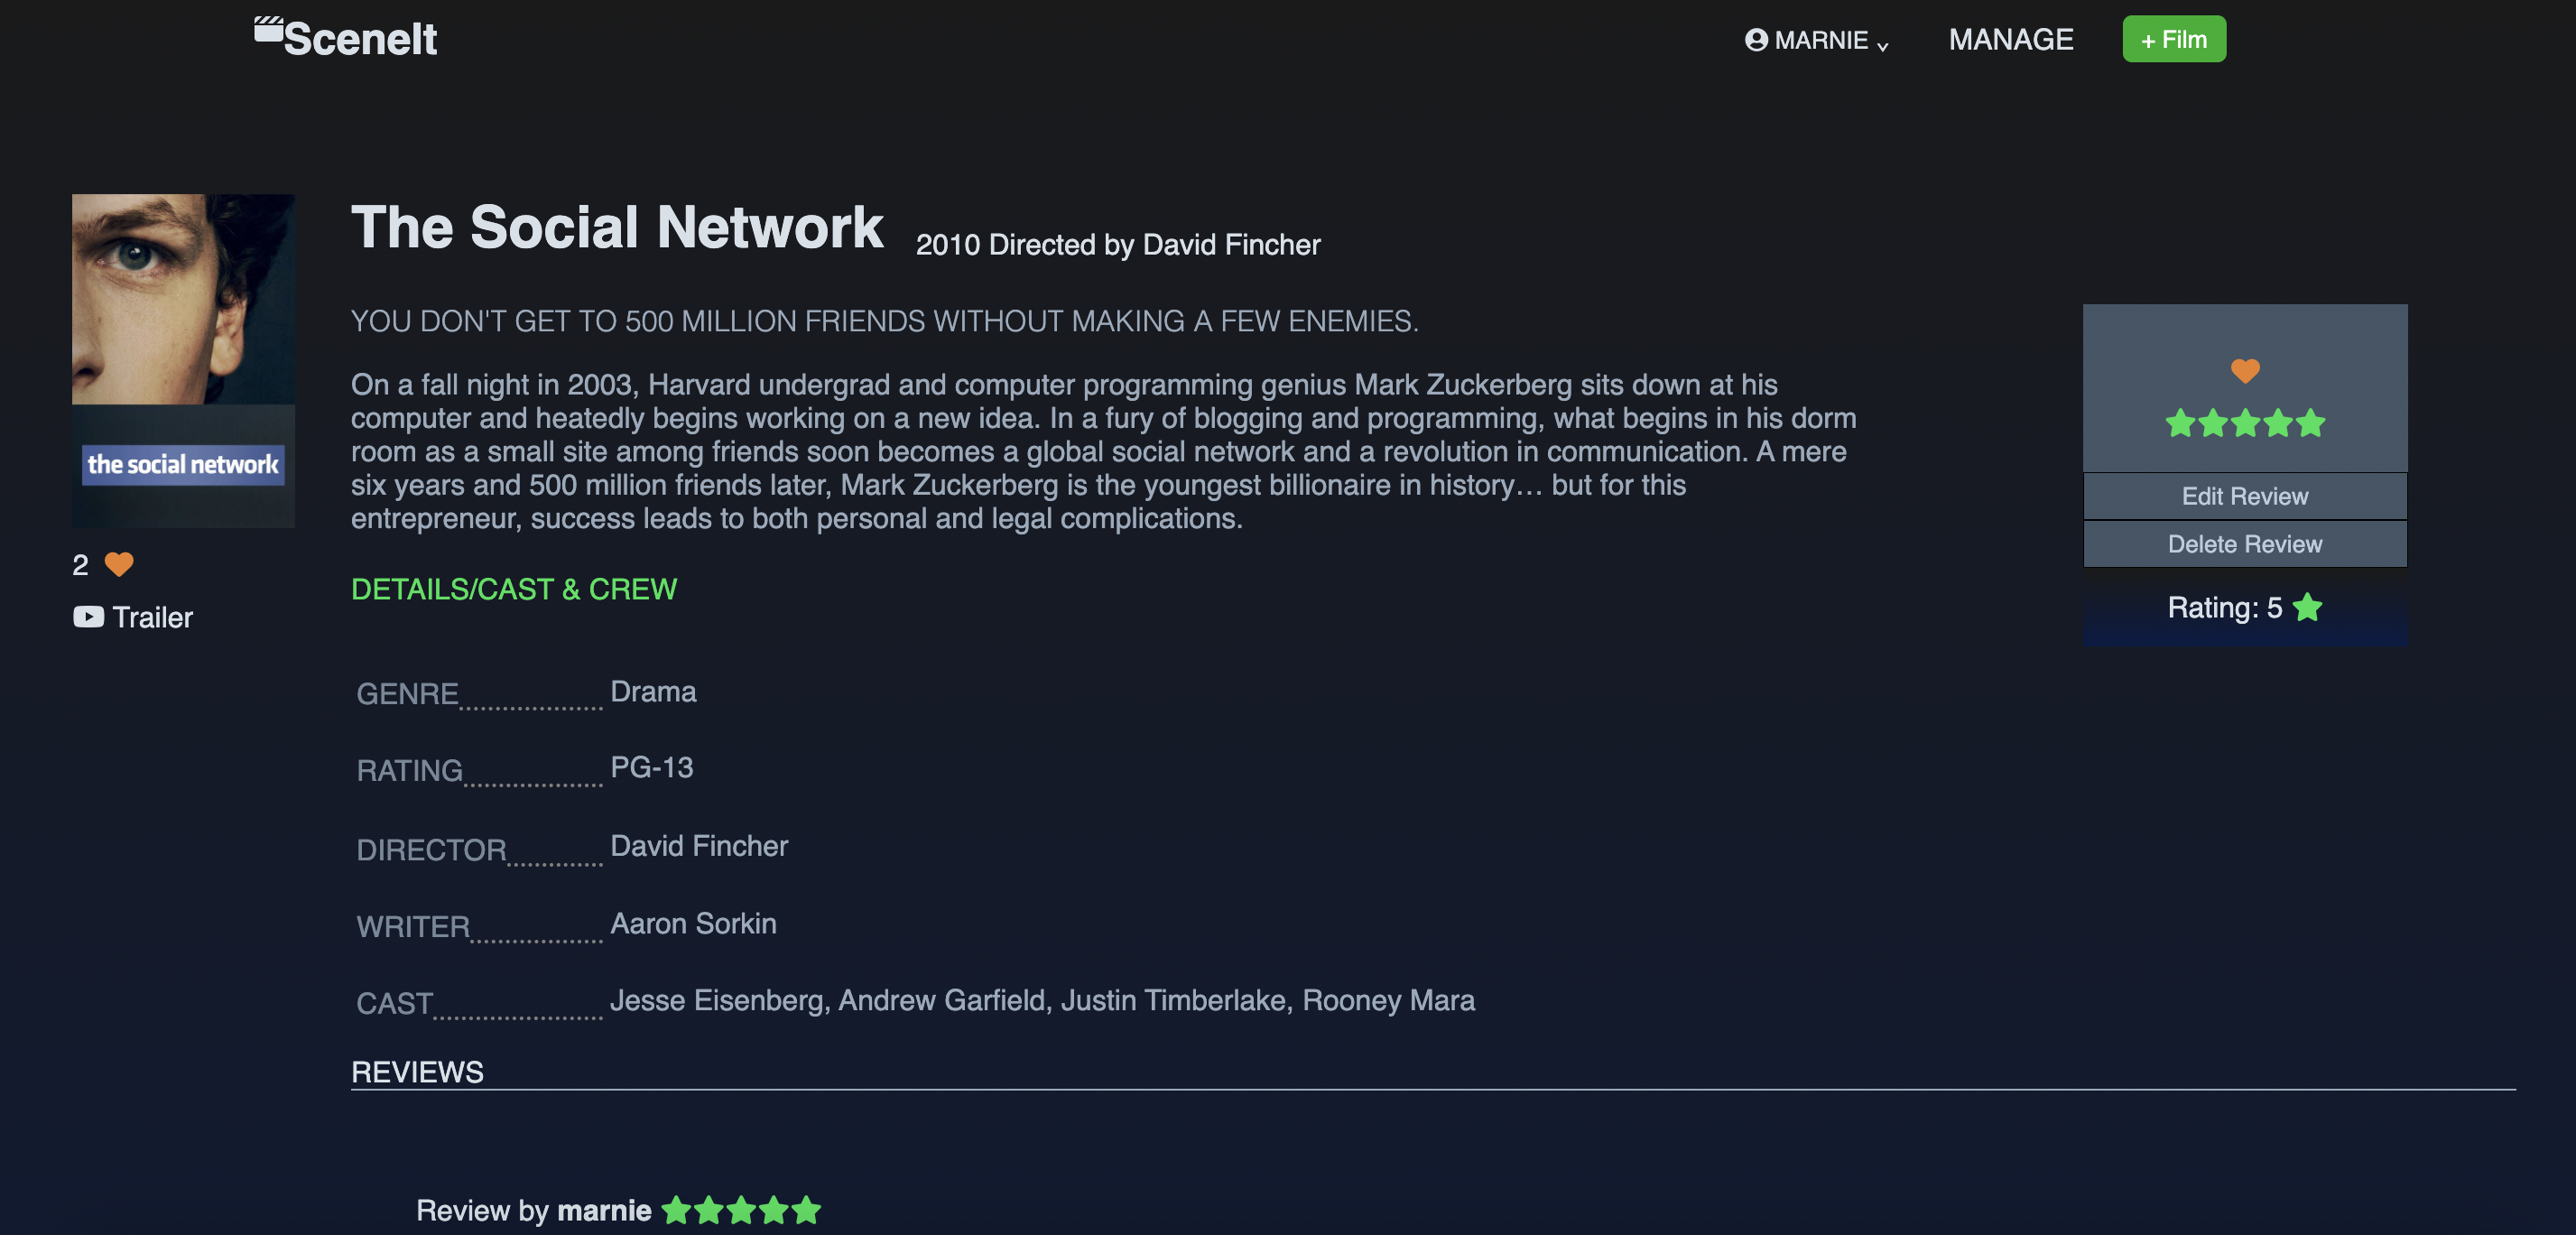 SceneIt
MARNIE
MANAGE
+ Film
the social network
2
Trailer
The Social Network
2010 Directed by David Fincher
YOU DON'T GET TO 500 MILLION FRIENDS WITHOUT MAKING A FEW ENEMIES.
On a fall night in 2003, Harvard undergrad and computer programming genius Mark Zuckerberg sits down at his
computer and heatedly begins working on a new idea. In a fury of blogging and programming, what begins in his dorm
room as a small site among friends soon becomes a global social network and a revolution in communication. A mere
six years and 500 million friends later, Mark Zuckerberg is the youngest billionaire in history… but for this
entrepreneur, success leads to both personal and legal complications.
Edit Review
Delete Review
Rating: 5
DETAILS/CAST & CREW
GENRE Drama
RATING PG-13
DIRECTOR David Fincher
WRITER Aaron Sorkin
CAST Jesse Eisenberg, Andrew Garfield, Justin Timberlake, Rooney Mara
REVIEWS
Review by marnie